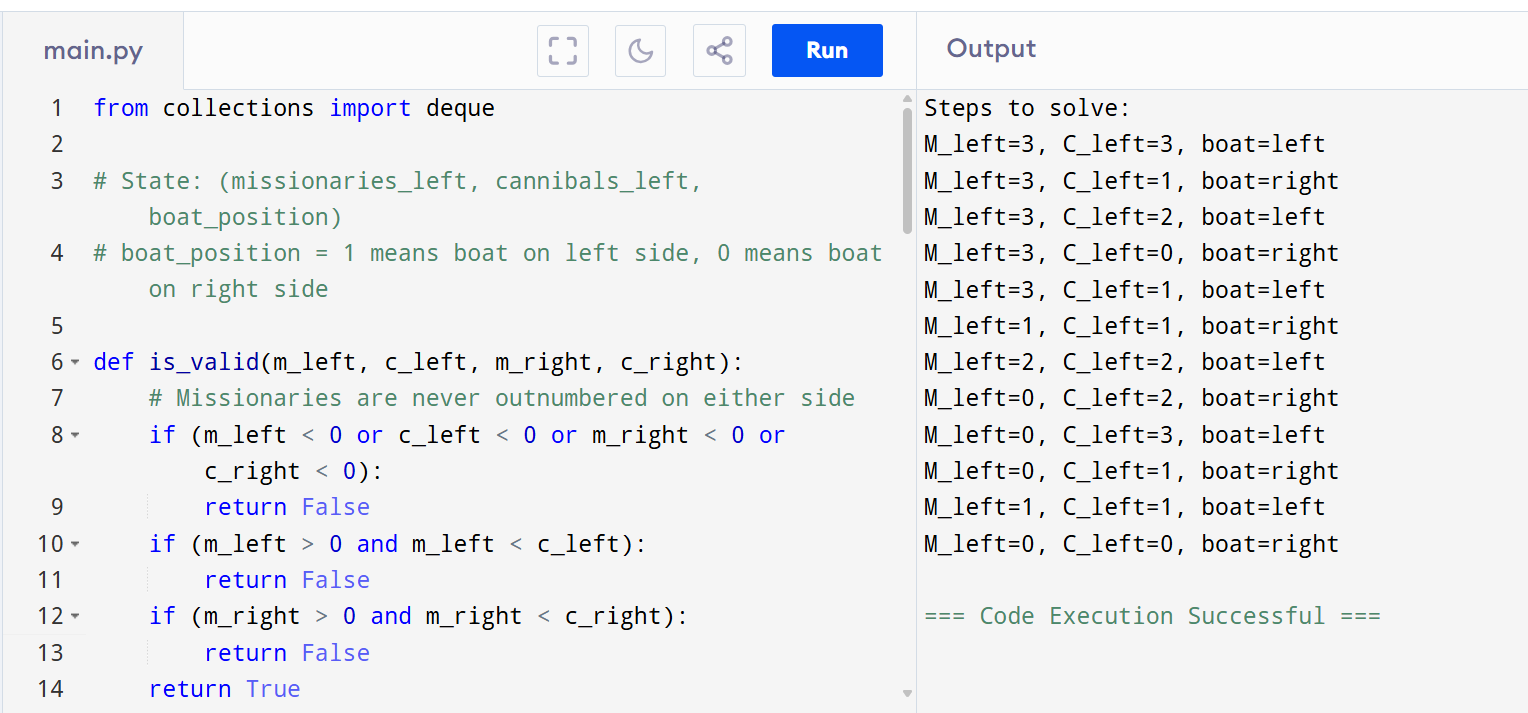 main.py
Run
Output
1 from collections import deque
2
3 # State: (missionaries_left, cannibals_left,
boat_position)
4 # boat_position = 1 means boat on left side, 0 means boat
on right side
5
6 def is_valid(m_left, c_left, m_right, c_right):
7 # Missionaries are never outnumbered on either side
8 if (m_left < 0 or c_left < 0 or m_right < 0 or
c_right < 0):
9 return False
10 if (m_left > 0 and m_left < c_left):
11 return False
12 if (m_right > 0 and m_right < c_right):
13 return False
14 return True
Steps to solve:
M_left=3, C_left=3, boat=left
M_left=3, C_left=1, boat=right
M_left=3, C_left=2, boat=left
M_left=3, C_left=0, boat=right
M_left=3, C_left=1, boat=left
M_left=1, C_left=1, boat=right
M_left=2, C_left=2, boat=left
M_left=0, C_left=2, boat=right
M_left=0, C_left=3, boat=left
M_left=0, C_left=1, boat=right
M_left=1, C_left=1, boat=left
M_left=0, C_left=0, boat=right
=== Code Execution Successful ===